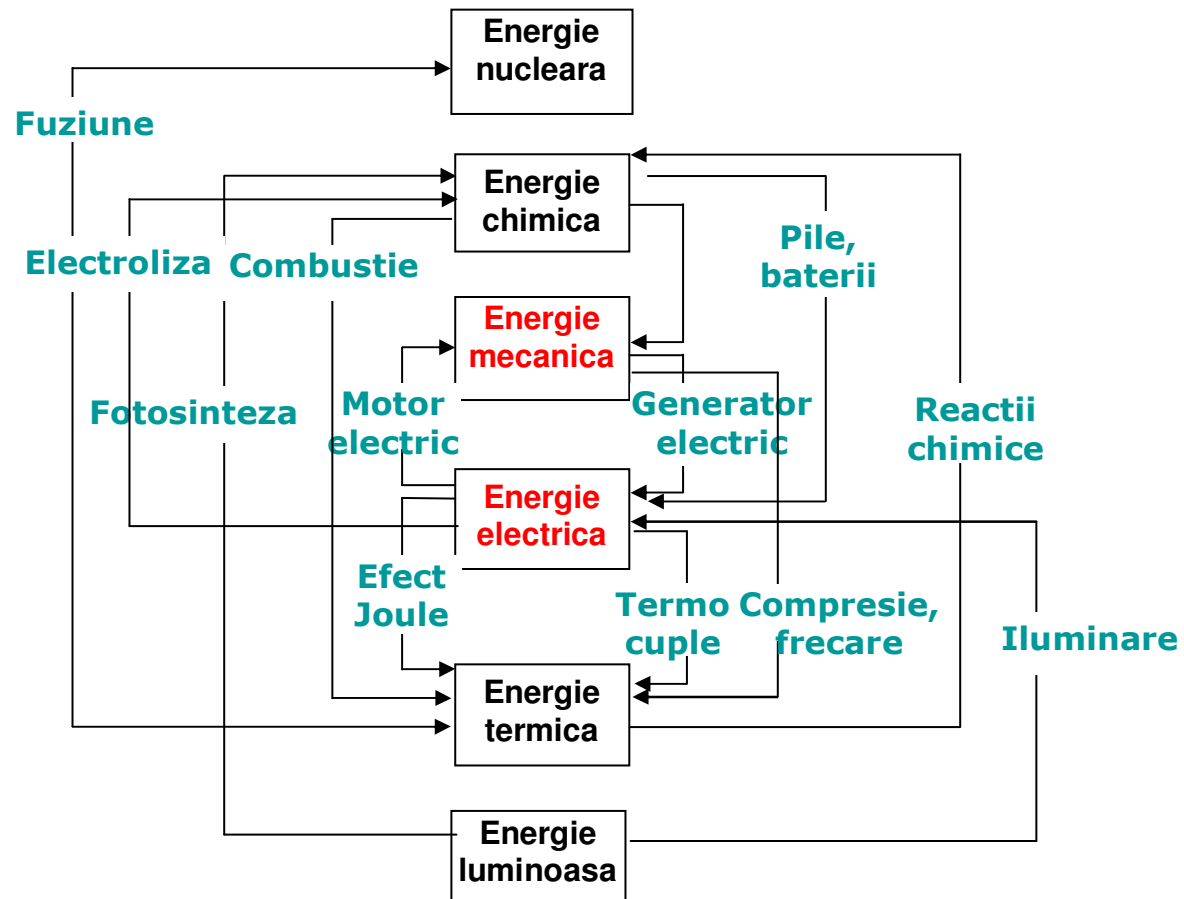 Energie
nucleara
Fuziune
Energie
chimica
Pile,
baterii
Electroliza
Combustie
Energie
mecanica
Fotosinteza
Motor
electric
Generator
electric
Reactii
chimice
Energie
electrica
Efect
Joule
Termo
cuple
Compresie,
frecare
Iluminare
Energie
termica
Energie
luminoasa